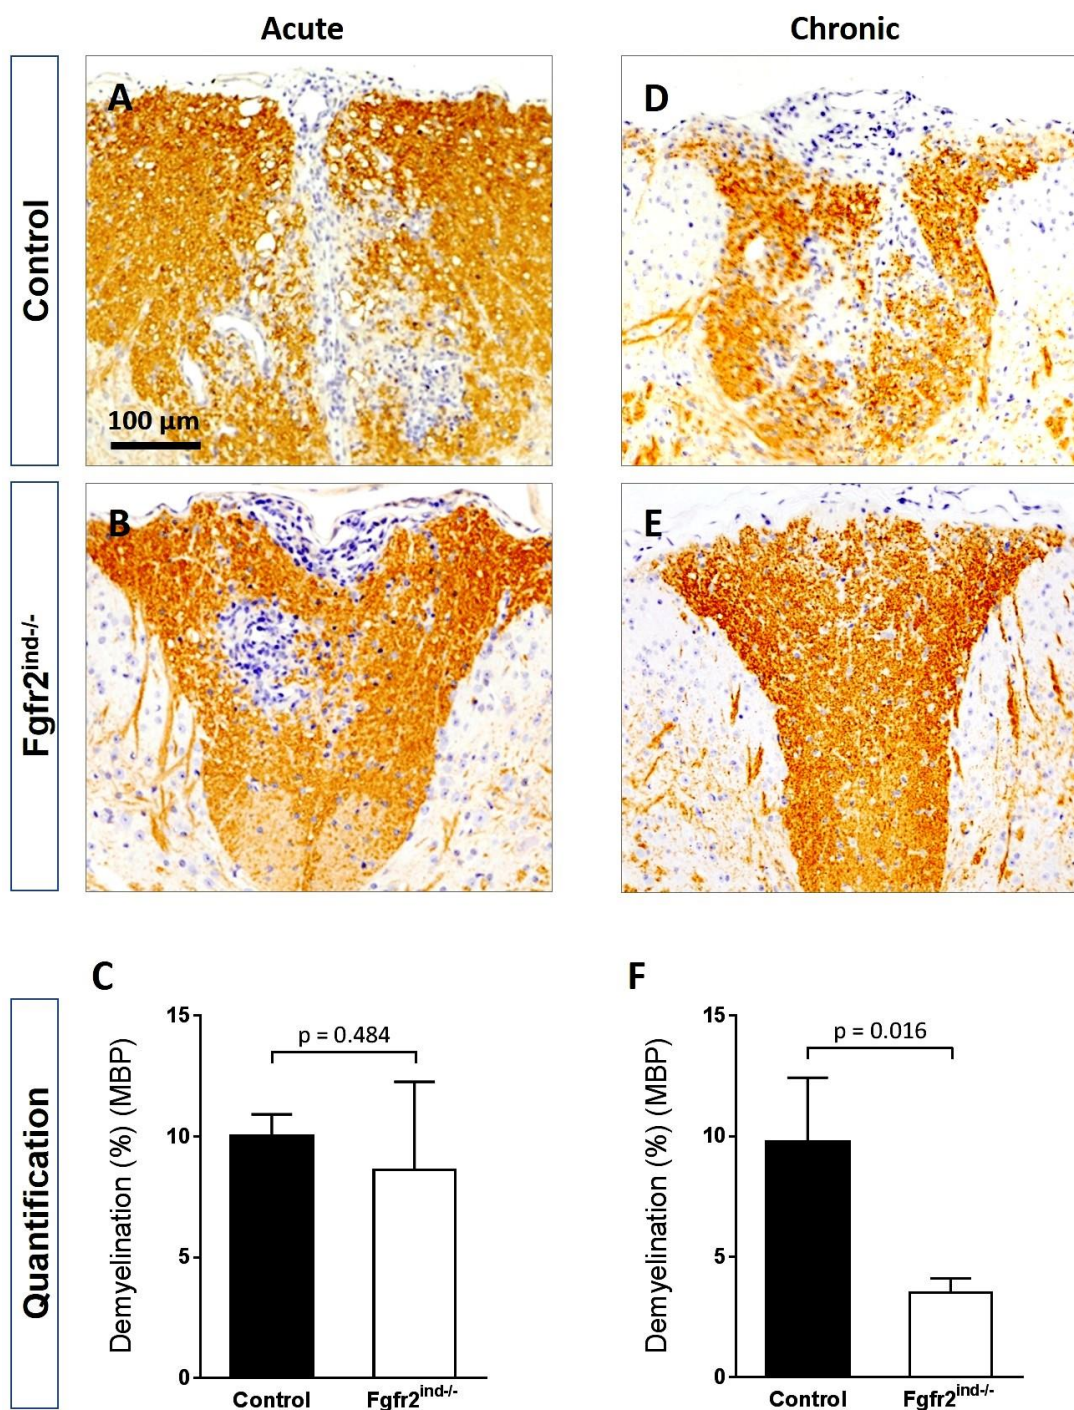 Acute
Chronic
Control
A
100 µm
D
Fgfr2ind-/-
B
E
Quantification
C
Demyelination (%) (MBP)
15
10
5
0
p = 0.484
Control
Fgfr2ind-/-
F
Demyelination (%) (MBP)
15
10
5
0
p = 0.016
Control
Fgfr2ind-/-